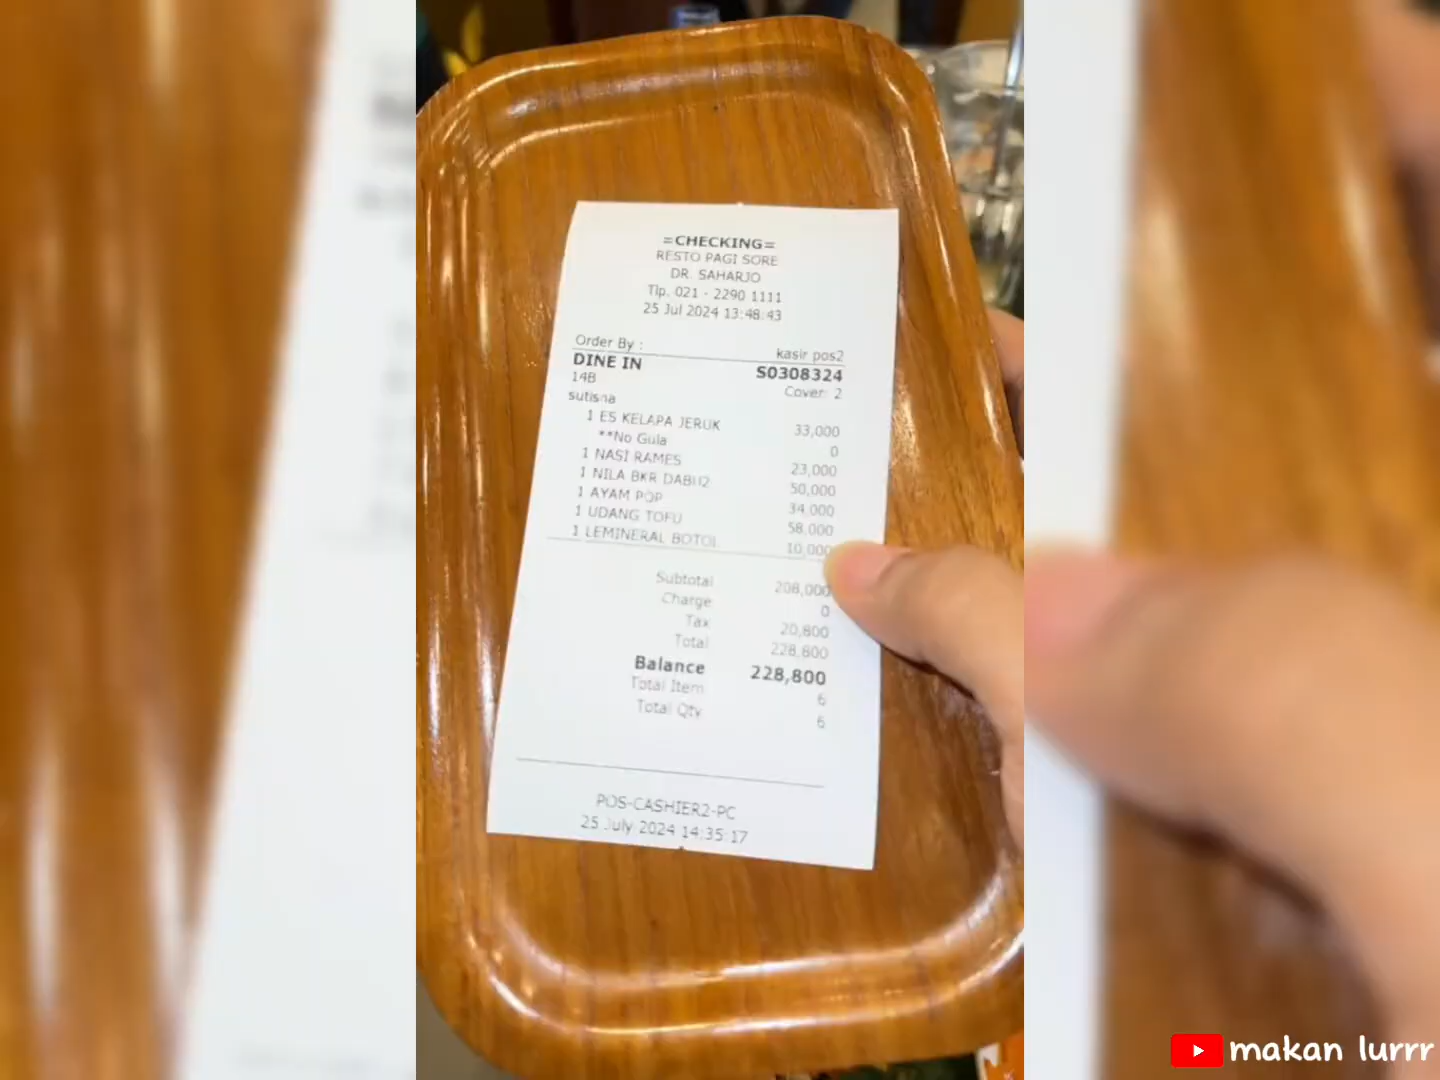 =CHECKING=
RESTO PAGI SORE
DR. SAHARJO
Tlp. 021 - 2290 1111
25 Jul 2024 13:48:43
Order By : kasir pos2
DINE IN S0308324
14B Cover: 2
sutisna
1 ES KELAPA JERUK 33,000
**No Gula 0
1 NASI RAMES 23,000
1 NILA BKR DABU2 50,000
1 AYAM POP 34,000
1 UDANG TOFU 58,000
1 LEMINERAL BOTOL 10,000
Subtotal 208,000
Charge 0
Tax 20,800
Total 228,800
Balance 228,800
Total Item 6
Total Qty 6
POS-CASHIER2-PC
25 July 2024 14:35:17
makan lurrr